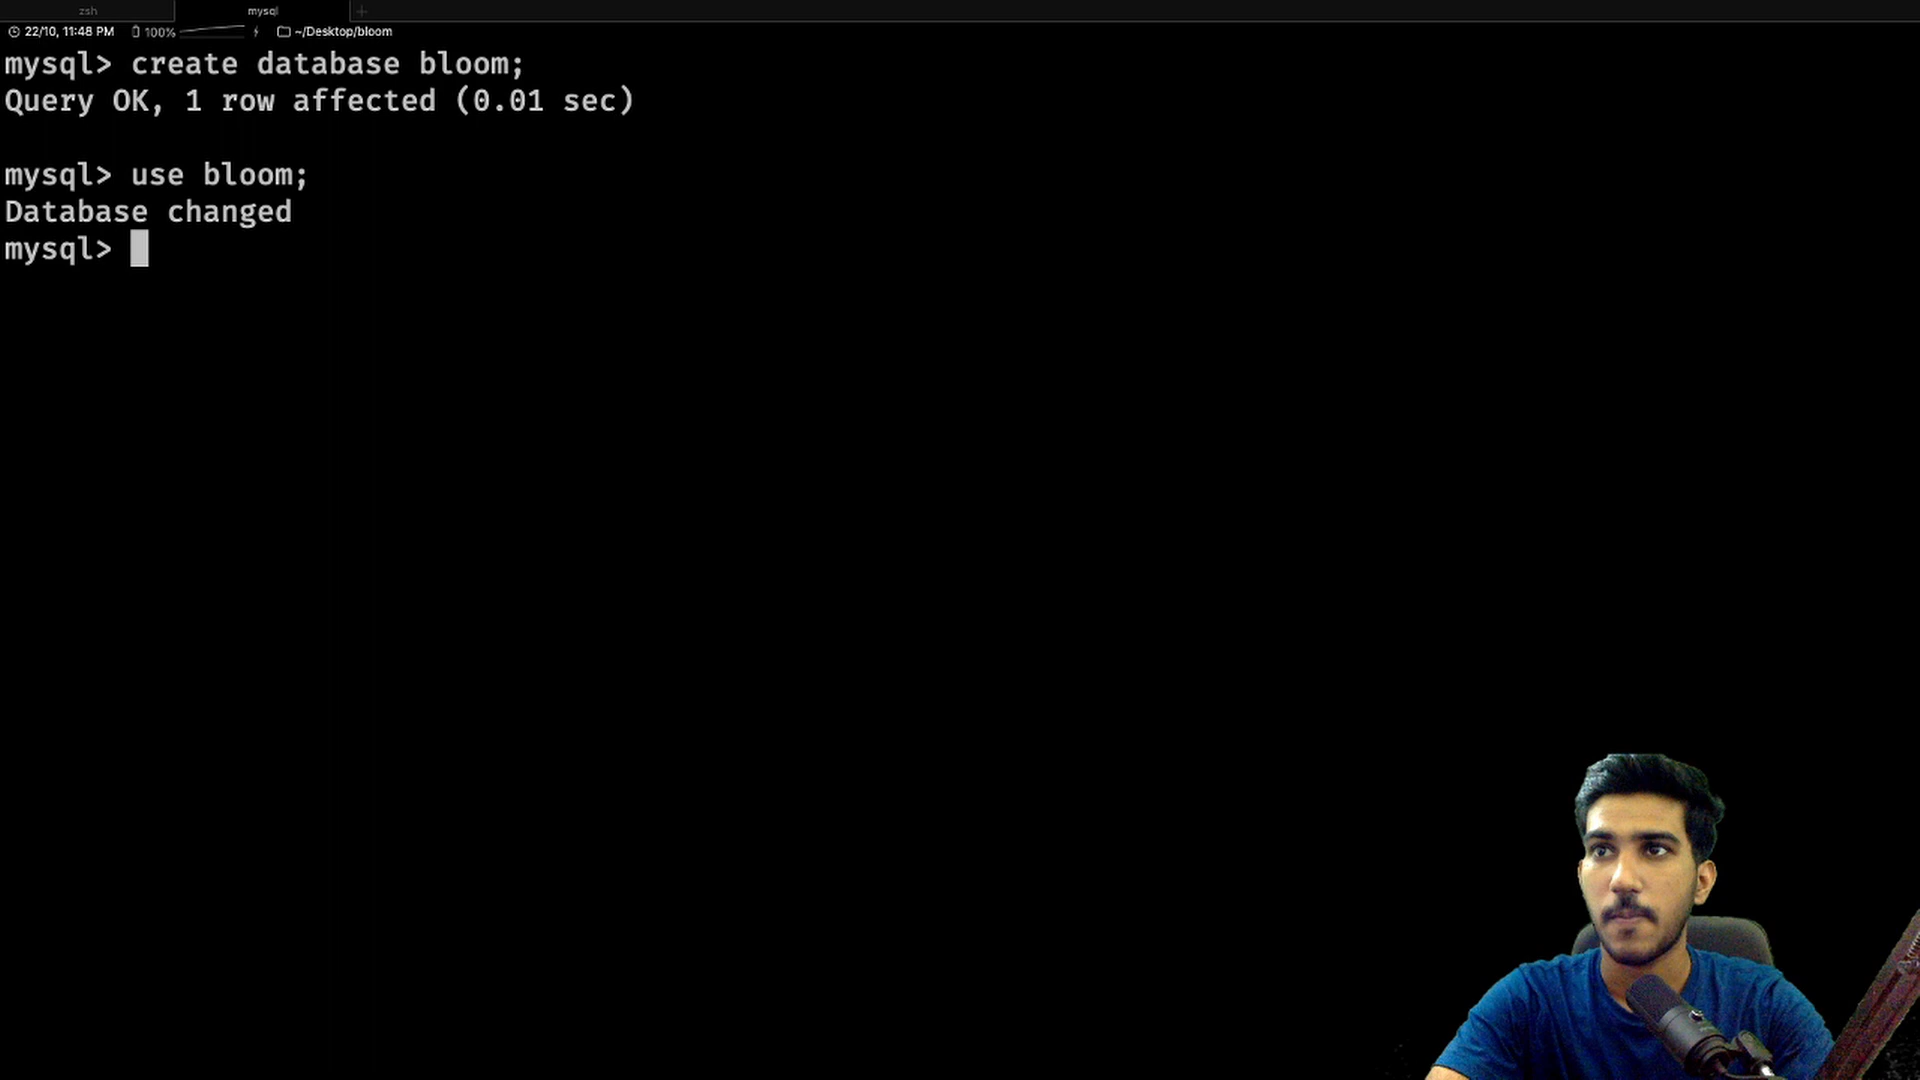 zsh
mysql
22/10, 11:48 PM 100% ~/Desktop/bloom
mysql> create database bloom;
Query OK, 1 row affected (0.01 sec)
mysql> use bloom;
Database changed
mysql>